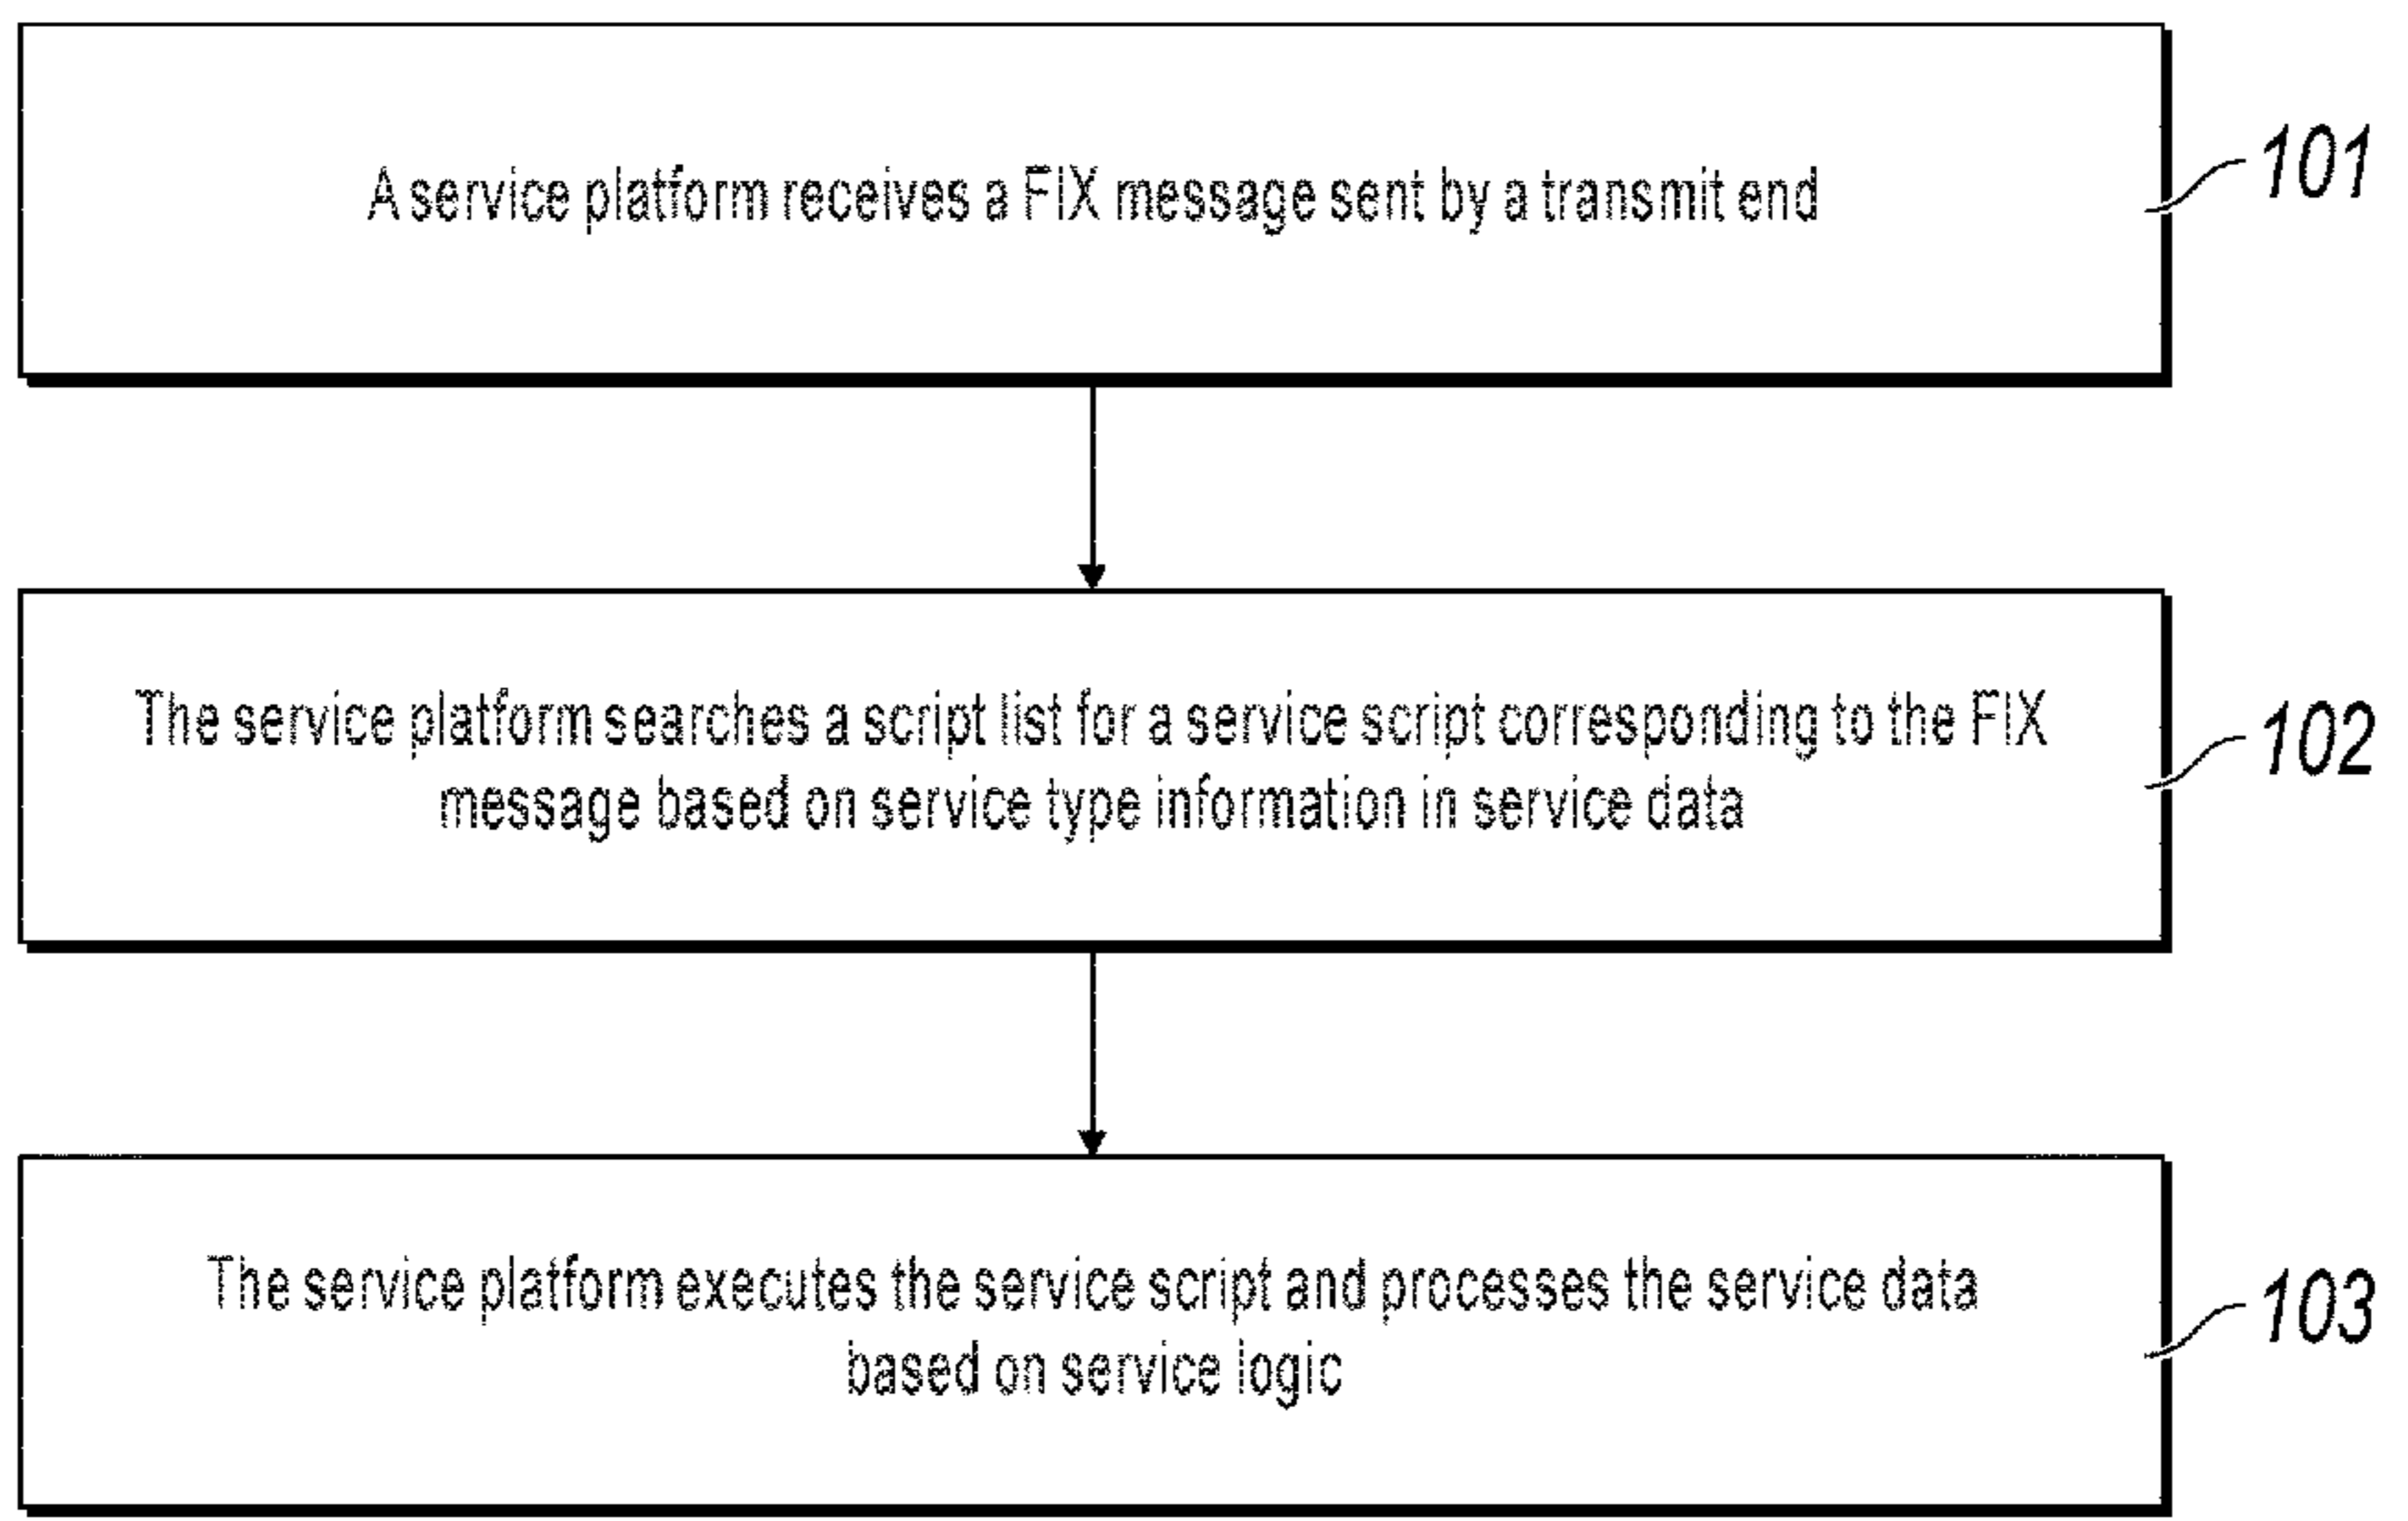 A service platform receives a FIX message sent by a transmit end
101
The service platform searches a script list for a service script corresponding to the FIX
message based on service type information in service data
102
The service platform executes the service script and processes the service data
based on service logic
103